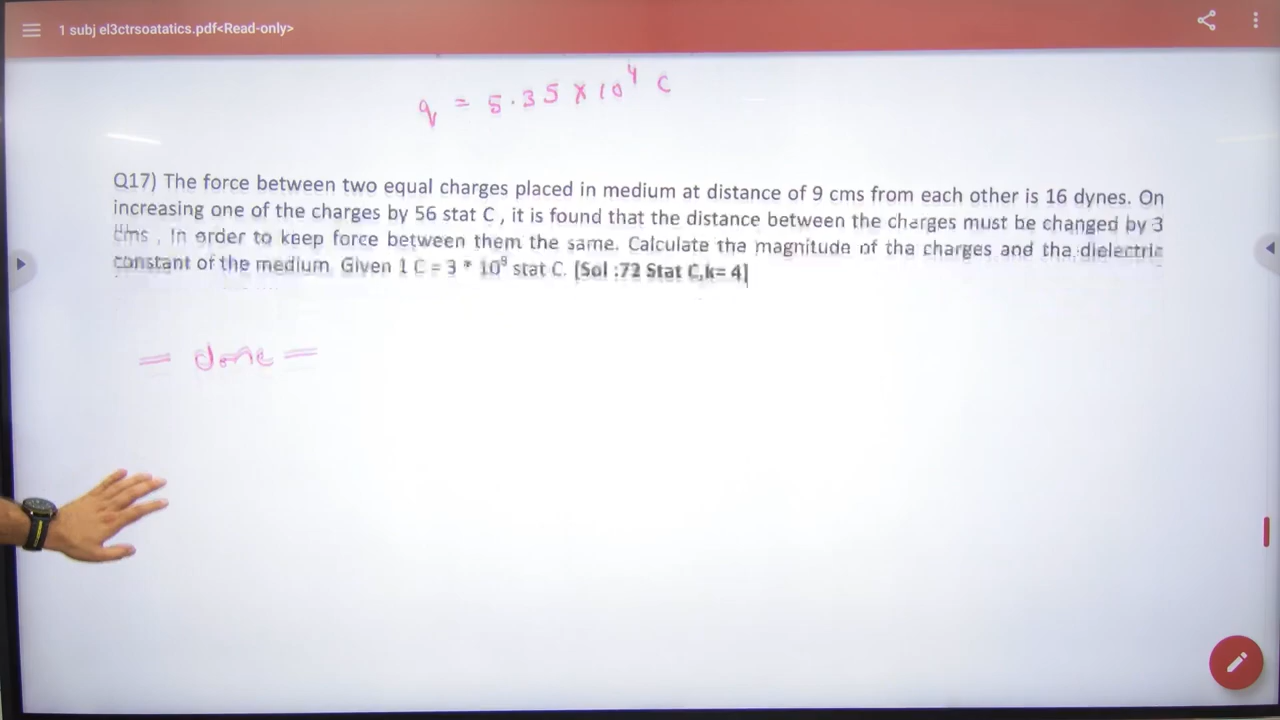 1 subj el3ctrsoatatics.pdf<Read-only>
q = 5.35 × 10⁴ C
Q17) The force between two equal charges placed in medium at distance of 9 cms from each other is 16 dynes. On
increasing one of the charges by 56 stat C , it is found that the distance between the charges must be changed by 3
cms , In order to keep force between them the same. Calculate the magnitude of the charges and the dielectric
constant of the medium Given 1 C = 3 * 10⁹ stat C. [Sol :72 Stat C,k= 4]
= done =